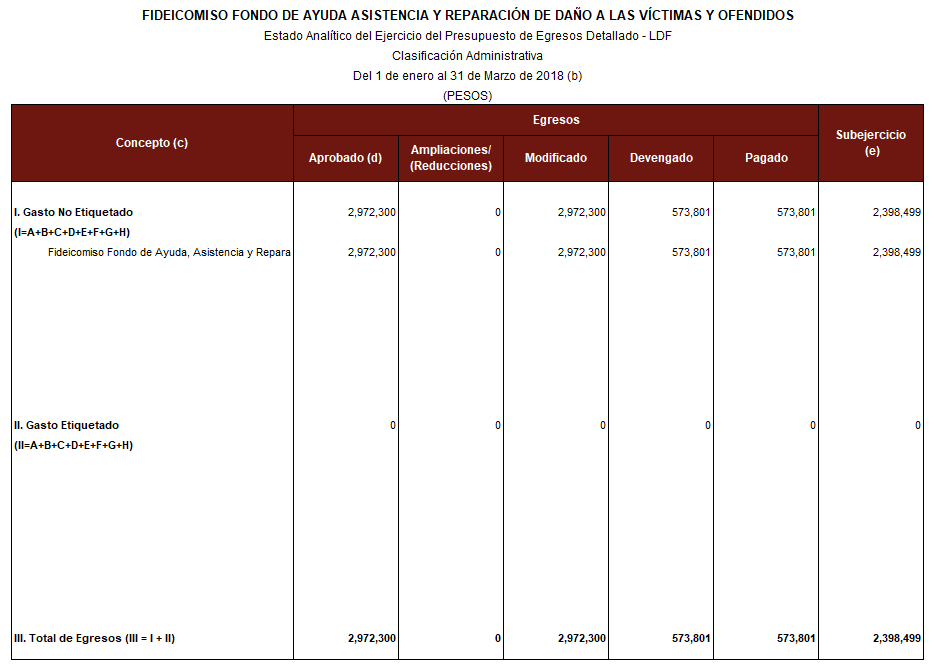 FIDEICOMISO FONDO DE AYUDA ASISTENCIA Y REPARACIÓN DE DAÑO A LAS VÍCTIMAS Y OFENDIDOS
Estado Analítico del Ejercicio del Presupuesto de Egresos Detallado - LDF
Clasificación Administrativa
Del 1 de enero al 31 de Marzo de 2018 (b)
(PESOS)
Concepto (c)
Egresos
Subejercicio
(e)
Aprobado (d)
Ampliaciones/
(Reducciones)
Modificado
Devengado
Pagado
I. Gasto No Etiquetado 2,972,300 0 2,972,300 573,801 573,801 2,398,499
(I=A+B+C+D+E+F+G+H)
Fideicomiso Fondo de Ayuda, Asistencia y Repara 2,972,300 0 2,972,300 573,801 573,801 2,398,499
II. Gasto Etiquetado 0 0 0 0 0 0
(II=A+B+C+D+E+F+G+H)
III. Total de Egresos (III = I + II) 2,972,300 0 2,972,300 573,801 573,801 2,398,499